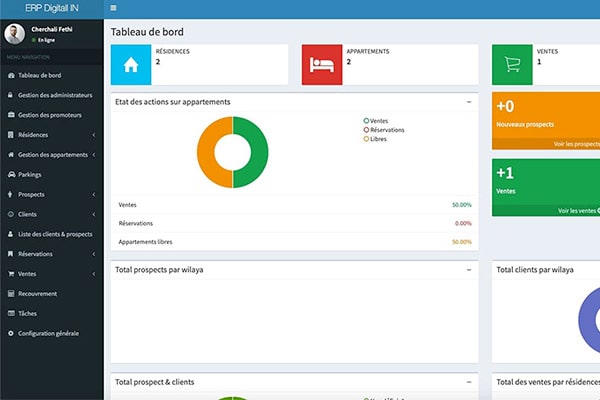 ERP Digitall IN
Cherchali Fethi
En ligne
MENU NAVIGATION
Tableau de bord
Gestion des administrateurs
Gestion des promoteurs
Résidences
Gestion des appartements
Parkings
Prospects
Clients
Liste des clients & prospects
Réservations
Ventes
Recouvrement
Tâches
Configuration générale
Tableau de bord
RÉSIDENCES
2
APPARTEMENTS
2
VENTES
1
Etat des actions sur appartements
Ventes
Réservations
Libres
Ventes 50.00%
Réservations 0.00%
Appartements libres 50.00%
+0
Nouveaux prospects
Voir les prospects
+1
Ventes
Voir les ventes
Total prospects par wilaya
Total clients par wilaya
Total prospect & clients
Total des ventes par résidences